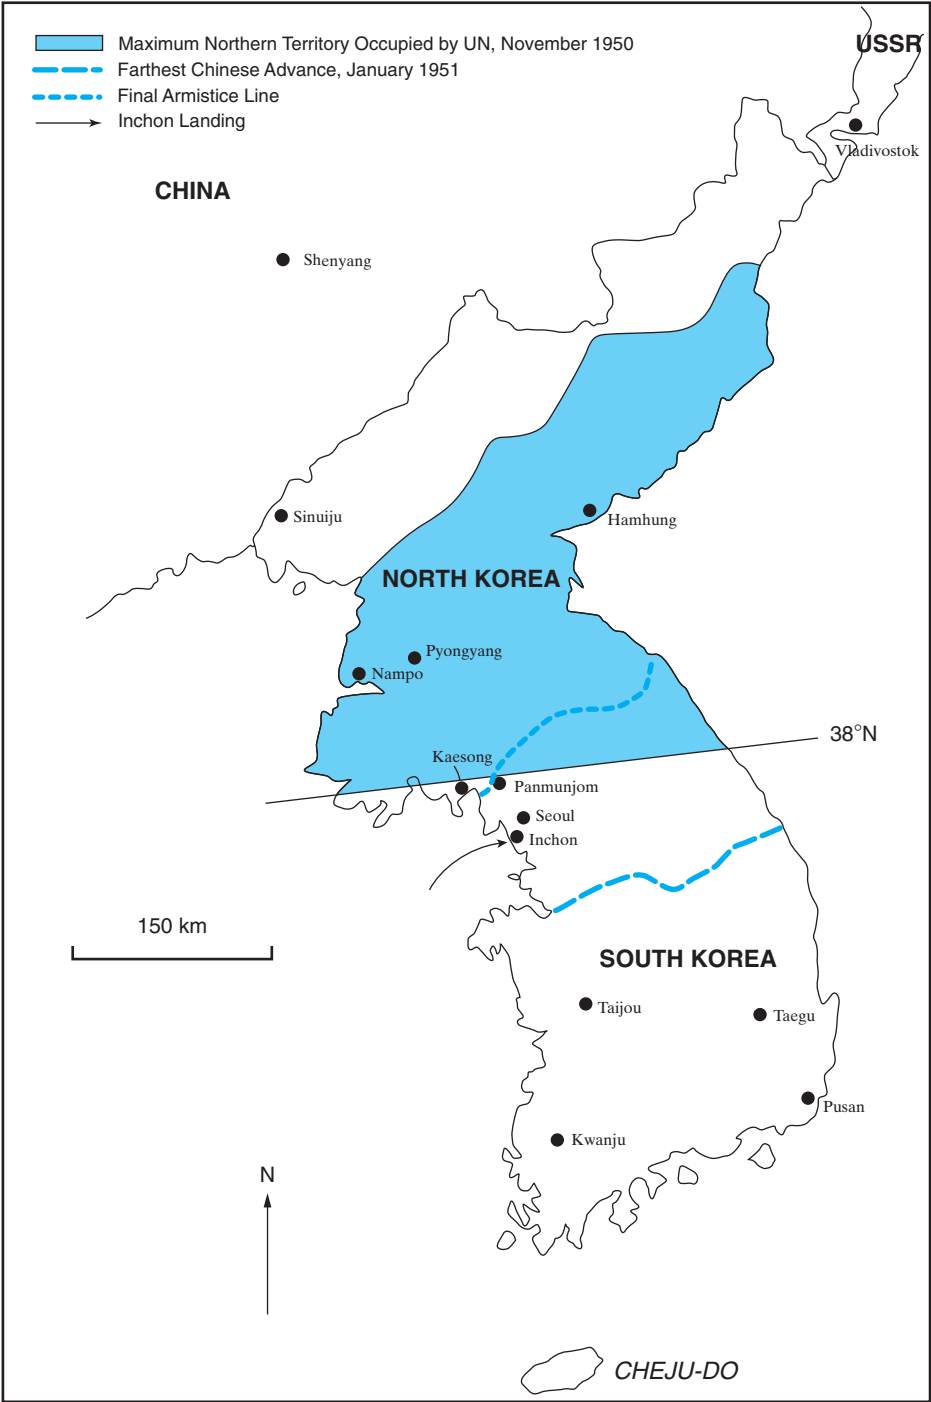 Maximum Northern Territory Occupied by UN, November 1950
Farthest Chinese Advance, January 1951
Final Armistice Line
Inchon Landing
USSR
Vladivostok
CHINA
Shenyang
Sinuiju
Hamhung
NORTH KOREA
Pyongyang
Nampo
38°N
Kaesong
Panmunjom
Seoul
Inchon
150 km
SOUTH KOREA
Taijou
Taegu
Pusan
Kwanju
N
CHEJU-DO